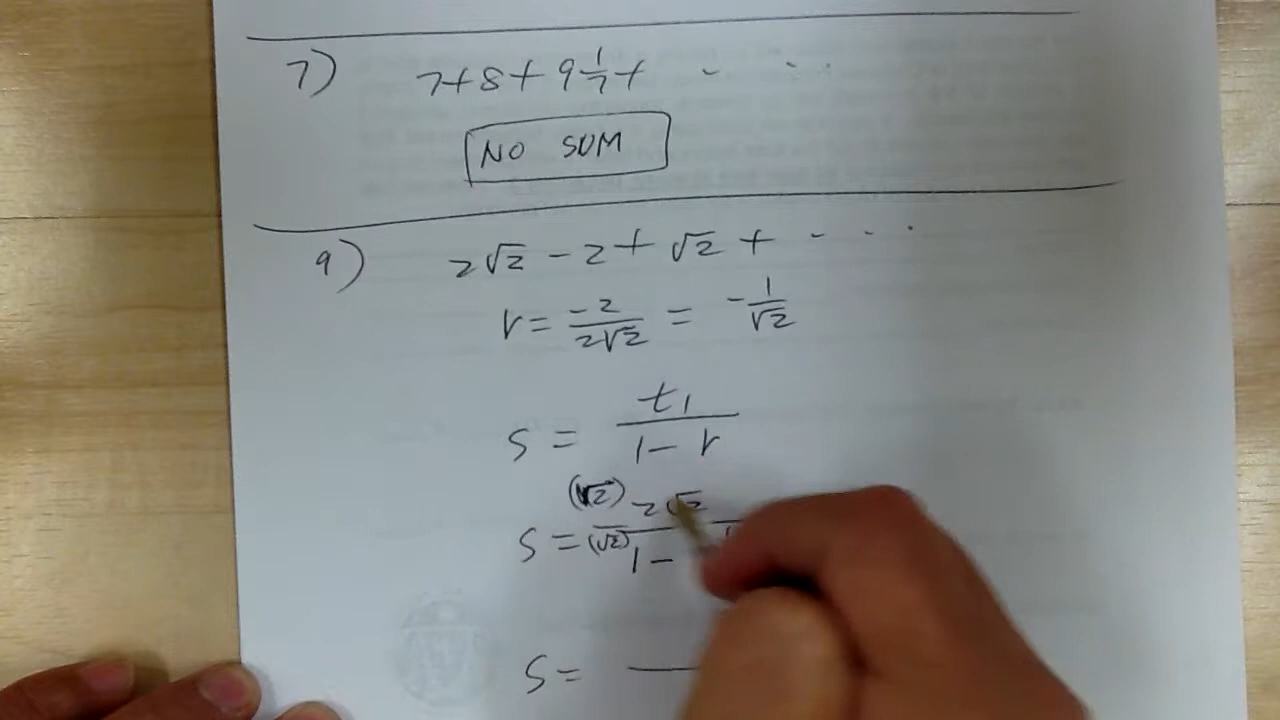 7) 7+8+9 1/7 + . . .
NO SUM
9) 2√2 - 2 + √2 + . . .
r = -2/2√2 = - 1/√2
S = t1/1-r
(√2) 2√2
S = (√2) 1-
S =